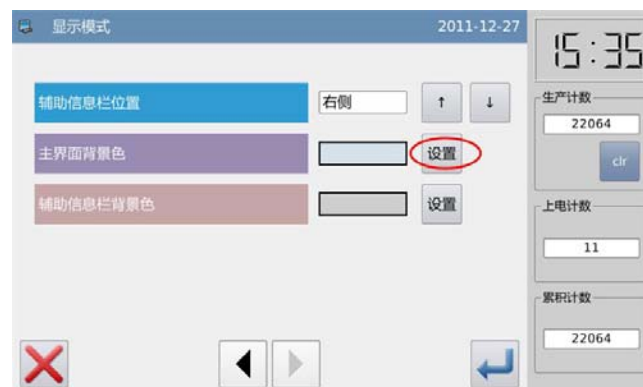 显示模式 2011-12-27
15:35
辅助信息栏位置 右侧 ↑ ↓
主界面背景色 设置
辅助信息栏背景色 设置
生产计数
22064
clr
上电计数
11
累积计数
22064